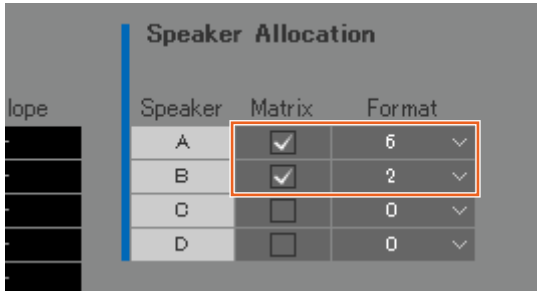 Speaker Allocation
lope Speaker Matrix Format
A 6
B 2
C 0
D 0